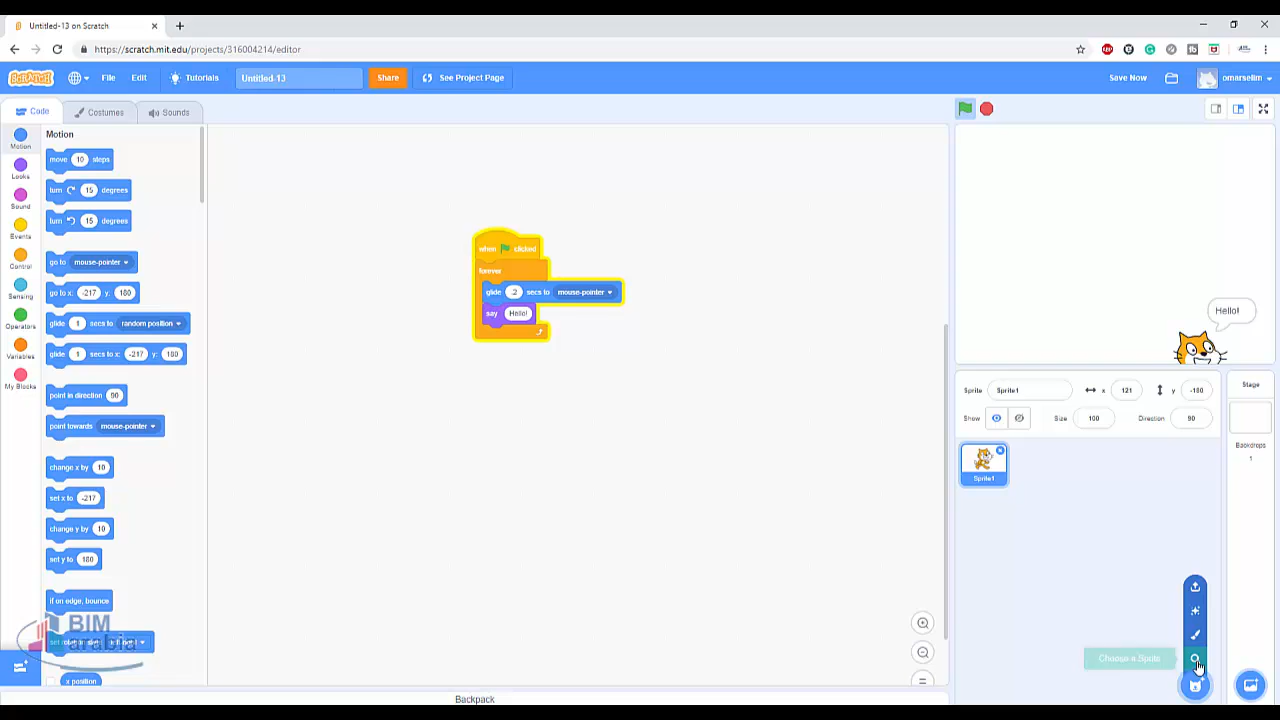 Untitled-13 on Scratch
https://scratch.mit.edu/projects/316004214/editor
SCRATCH File Edit Tutorials Untitled-13 Share See Project Page Save Now omarselim
Code Costumes Sounds
Motion
Looks
Sound
Events
Control
Sensing
Operators
Variables
My Blocks
Motion
move 10 steps
turn 15 degrees
turn 15 degrees
go to mouse-pointer
go to x: -217 y: 180
glide 1 secs to random position
glide 1 secs to x: -217 y: 180
point in direction 90
point towards mouse-pointer
change x by 10
set x to -217
change y by 10
set y to 180
if on edge, bounce
x position
BIM
arabia
when clicked
forever
glide .2 secs to mouse-pointer
say Hello!
Backpack
Hello!
Sprite Sprite1 x 121 y -180
Show Size 100 Direction 90
Sprite1
Stage
Backdrops
1
Choose a Sprite